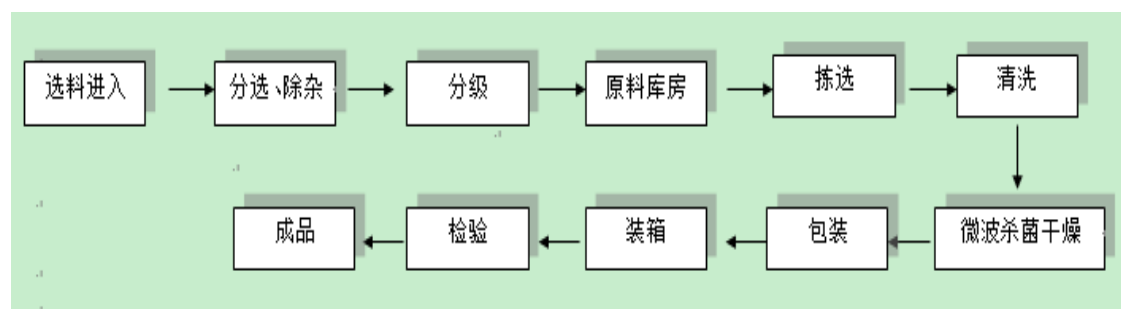 选料进入
分选、除杂
分级
原料库房
拣选
清洗
微波杀菌干燥
包装
装箱
检验
成品